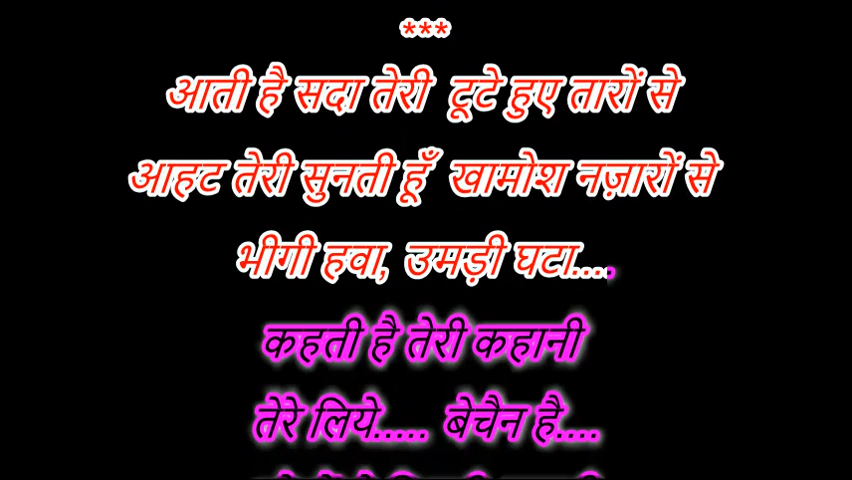 ***
आती है सदा तेरी टूटे हुए तारों से
आहट तेरी सुनती हूँ खामोश नज़ारों से
भीगी हवा, उमड़ी घटा....,
कहती है तेरी कहानी
तेरे लिये..... बेचैन है....